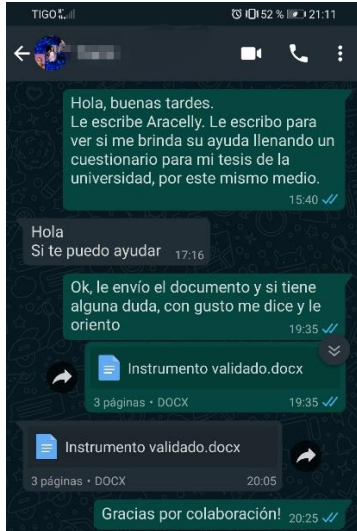 TIGO 52 % 21:11
Hola, buenas tardes.
Le escribe Aracelly. Le escribo para
ver si me brinda su ayuda llenando un
cuestionario para mi tesis de la
universidad, por este mismo medio.
15:40
Hola
Si te puedo ayudar 17:16
Ok, le envío el documento y si tiene
alguna duda, con gusto me dice y le
oriento
19:35
Instrumento validado.docx
3 páginas • DOCX 19:35
Instrumento validado.docx
3 páginas • DOCX 20:05
Gracias por colaboración! 20:25